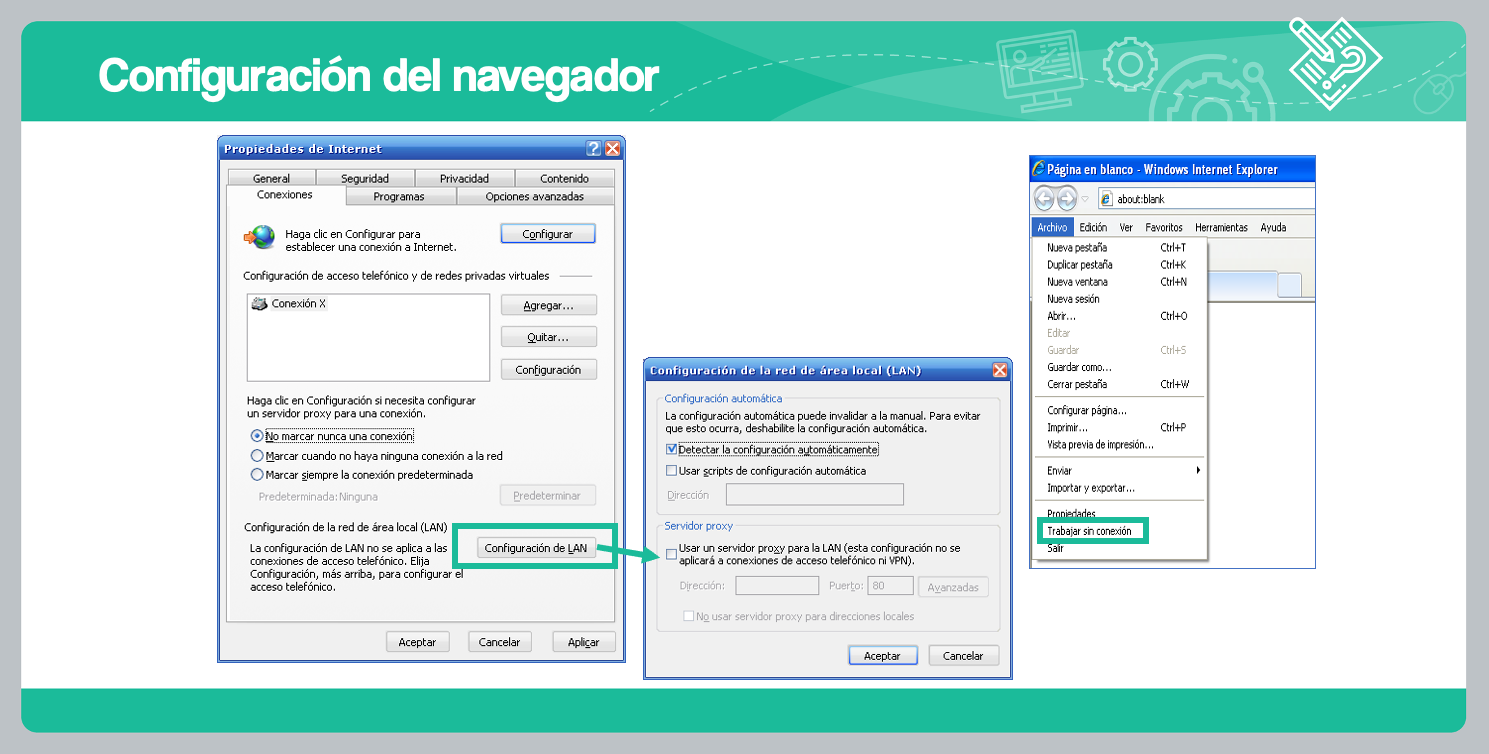 Configuración del navegador
Propiedades de Internet
General Seguridad Privacidad Contenido
Conexiones Programas Opciones avanzadas
Haga clic en Configurar para
establecer una conexión a Internet.
Configurar
Configuración de acceso telefónico y de redes privadas virtuales
Conexión X
Agregar...
Quitar...
Configuración
Haga clic en Configuración si necesita configurar
un servidor proxy para una conexión.
No marcar nunca una conexión
Marcar cuando no haya ninguna conexión a la red
Marcar siempre la conexión predeterminada
Predeterminada: Ninguna
Predeterminar
Configuración de la red de área local (LAN)
La configuración de LAN no se aplica a las
conexiones de acceso telefónico. Elija
Configuración, más arriba, para configurar el
acceso telefónico.
Configuración de LAN
Aceptar Cancelar Aplicar
Configuración de la red de área local (LAN)
Configuración automática
La configuración automática puede invalidar a la manual. Para evitar
que esto ocurra, deshabilite la configuración automática.
Detectar la configuración automáticamente
Usar scripts de configuración automática
Dirección
Servidor proxy
Usar un servidor proxy para la LAN (esta configuración no se
aplicará a conexiones de acceso telefónico ni VPN).
Dirección: Puerto: 80 Avanzadas
No usar servidor proxy para direcciones locales
Aceptar Cancelar
Página en blanco - Windows Internet Explorer
about:blank
Archivo Edición Ver Favoritos Herramientas Ayuda
Nueva pestaña Ctrl+T
Duplicar pestaña Ctrl+K
Nueva ventana Ctrl+N
Nueva sesión
Abrir... Ctrl+O
Editar
Guardar Ctrl+S
Guardar como...
Cerrar pestaña Ctrl+W
Configurar página...
Imprimir... Ctrl+P
Vista previa de impresión...
Enviar
Importar y exportar...
Propiedades
Trabajar sin conexión
Salir